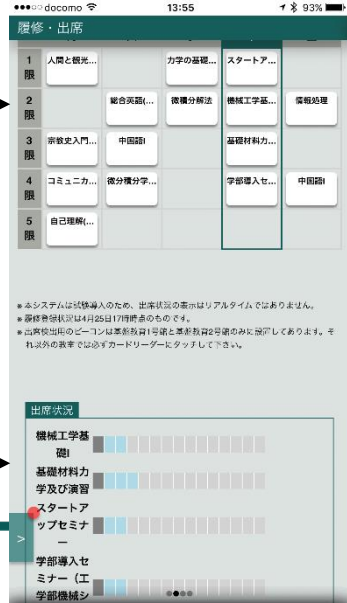 docomo 13:55 93%
履修・出席
1限 人間と観光... 力学の基礎... スタートア...
2限 総合英語(... 微積分解法 機械工学基... 情報処理
3限 宗教史入門... 中国語I 基礎材料力...
4限 コミュニカ... 微分積分学... 学部導入セ... 中国語I
5限 自己理解(...
※本システムは試験導入のため、出席状況の表示はリアルタイムではありません。
※履修登録状況は4月25日17時時点のものです。
※出席検出用のビーコンは基盤教育1号館と基盤教育2号館のみに設置してあります。そ
れ以外の教室では必ずカードリーダーにタッチして下さい。
出席状況
機械工学基
礎I
基礎材料力
学及び演習
スタートア
ップセミナ
ー
学部導入セ
ミナー（工
学部機械シ
>